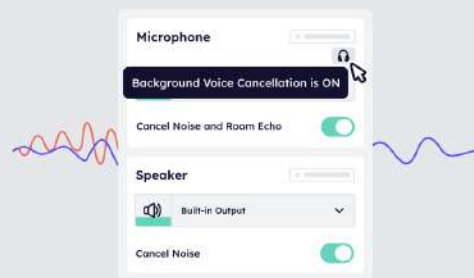 Microphone
Background Voice Cancellation is ON
Cancel Noise and Room Echo
Speaker
Built-in Output
Cancel Noise